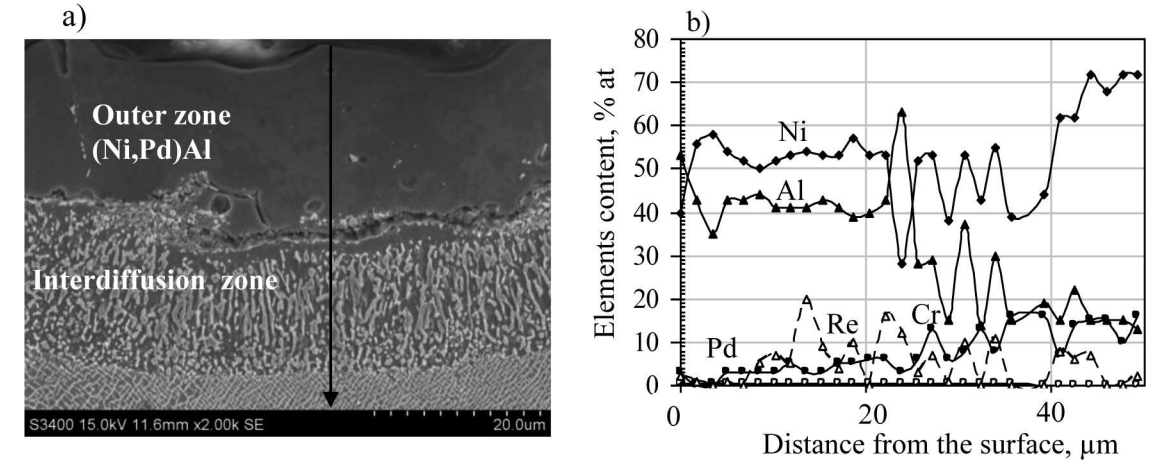 a)
Outer zone
(Ni,Pd)Al
Interdiffusion zone
S3400 15.0kV 11.6mm x2.00k SE
20.0um
b)
Elements content, % at
80
70
60
50
40
30
20
10
0
Ni
Al
Pd
Re
Cr
0
20
40
Distance from the surface, µm